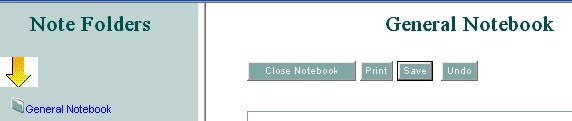 Note Folders
General Notebook
Close Notebook Print Save Undo
General Notebook